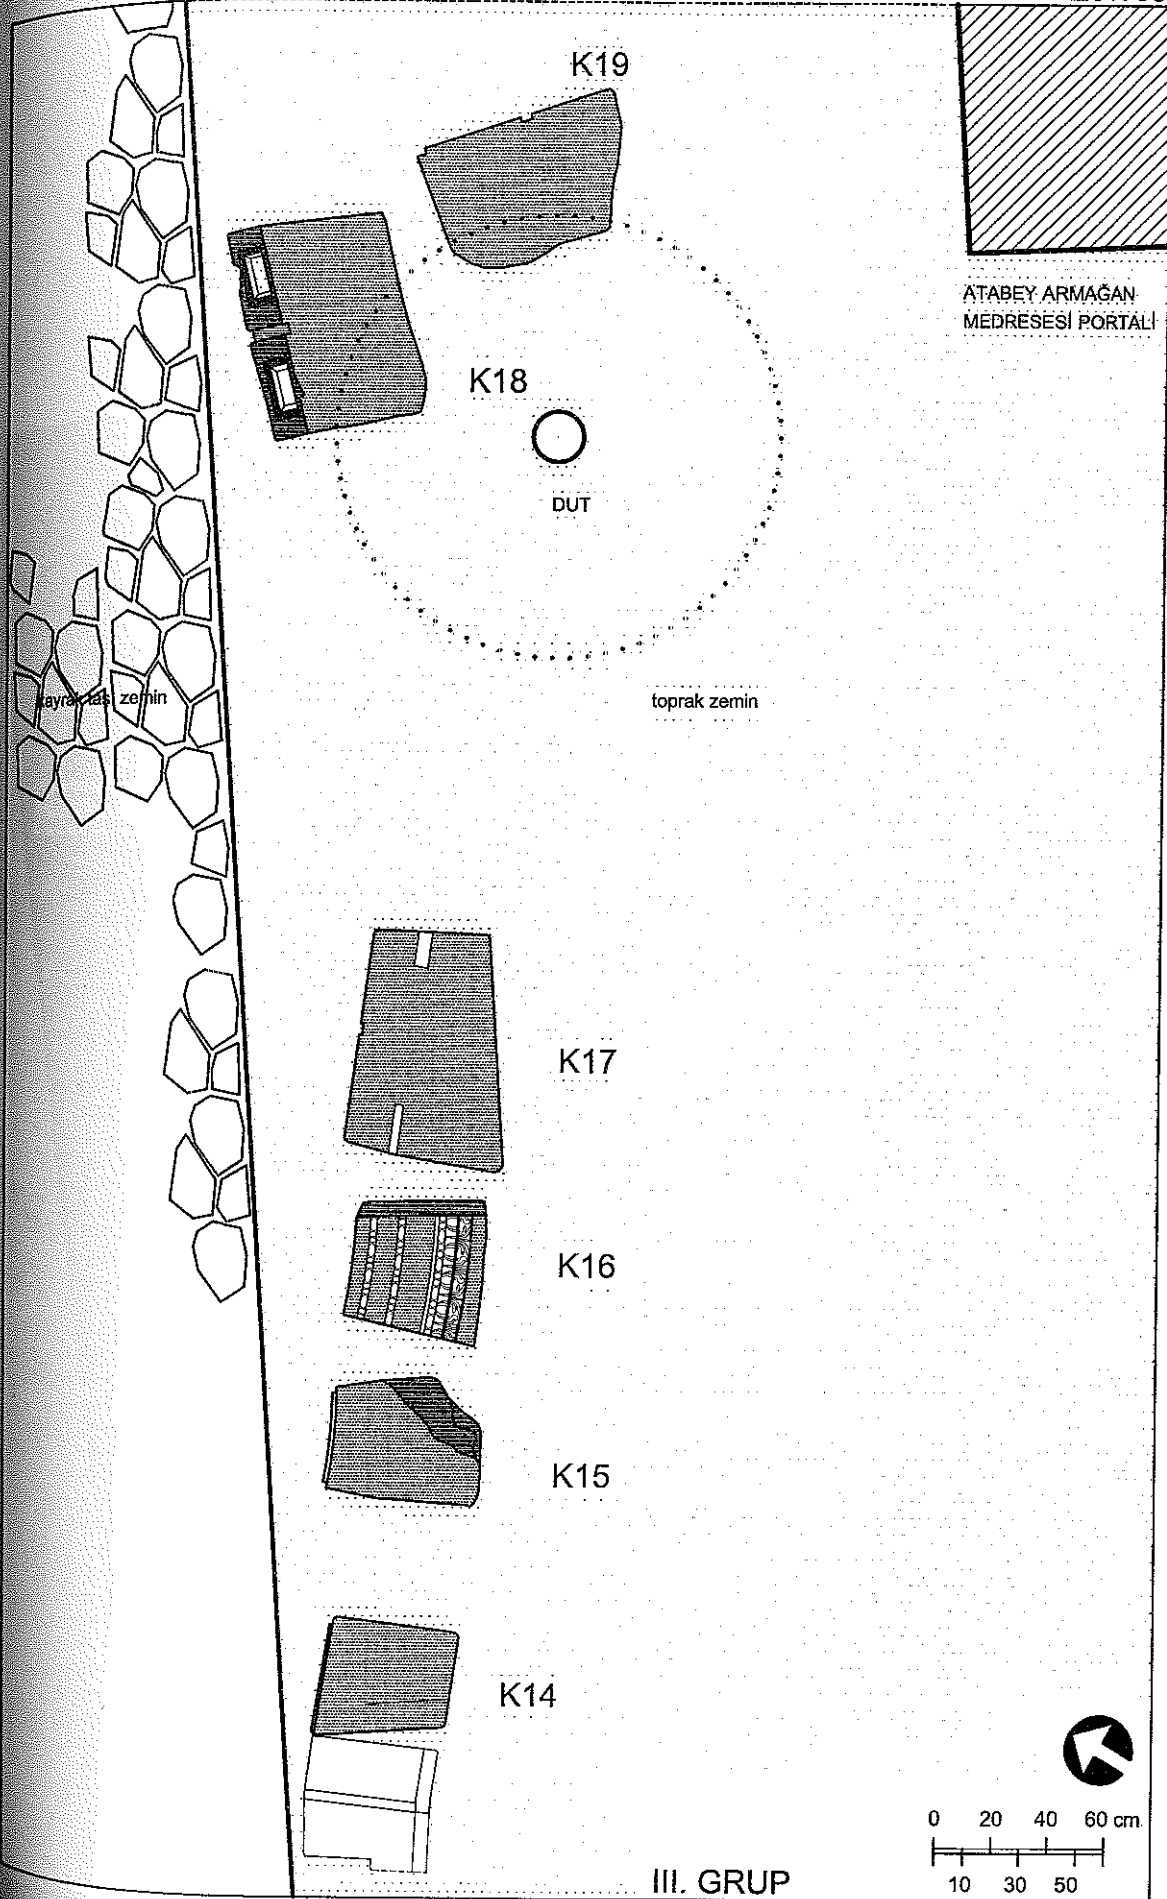 K19
ATABEY ARMAĞAN
MEDRESESİ PORTALİ
K18
DUT
kayrak taşı zemin
toprak zemin
K17
K16
K15
K14
0 20 40 60 cm.
10 30 50
III. GRUP